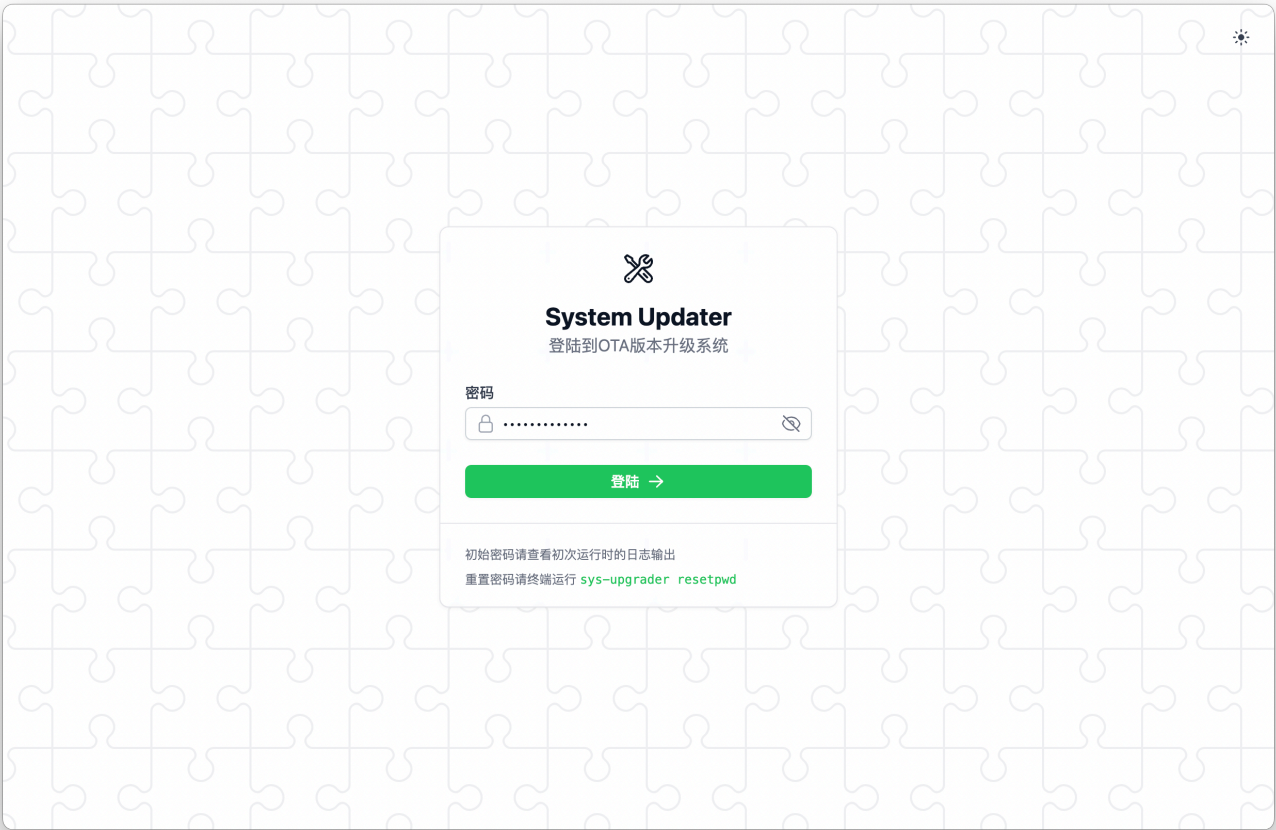 System Updater
登陆到OTA版本升级系统
密码
•••••••••••••
登陆 →
初始密码请查看初次运行时的日志输出
重置密码请终端运行 sys-upgrader resetpwd